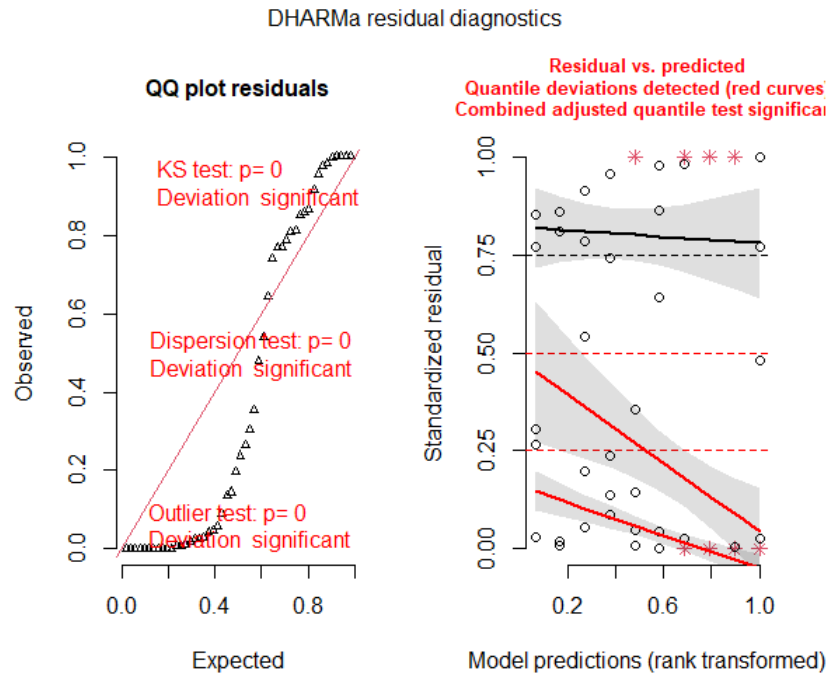 DHARMa residual diagnostics
QQ plot residuals
KS test: p= 0
Deviation significant
Dispersion test: p= 0
Deviation significant
Outlier test: p= 0
Deviation significant
Observed
0.0 0.2 0.4 0.6 0.8 1.0
0.0 0.4 0.8
Expected
Residual vs. predicted
Quantile deviations detected (red curves)
Combined adjusted quantile test significan
Standardized residual
0.00 0.25 0.50 0.75 1.00
0.2 0.6 1.0
Model predictions (rank transformed)